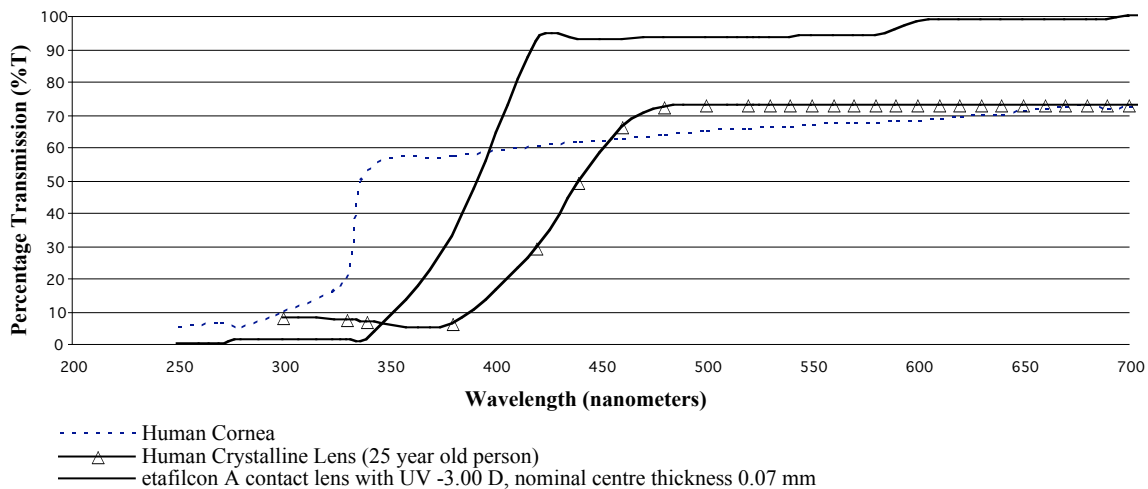 100
90
80
70
60
50
40
30
20
10
0
Percentage Transmission (%T)
200 250 300 350 400 450 500 550 600 650 700
Wavelength (nanometers)
Human Cornea
Human Crystalline Lens (25 year old person)
etafilcon A contact lens with UV -3.00 D, nominal centre thickness 0.07 mm